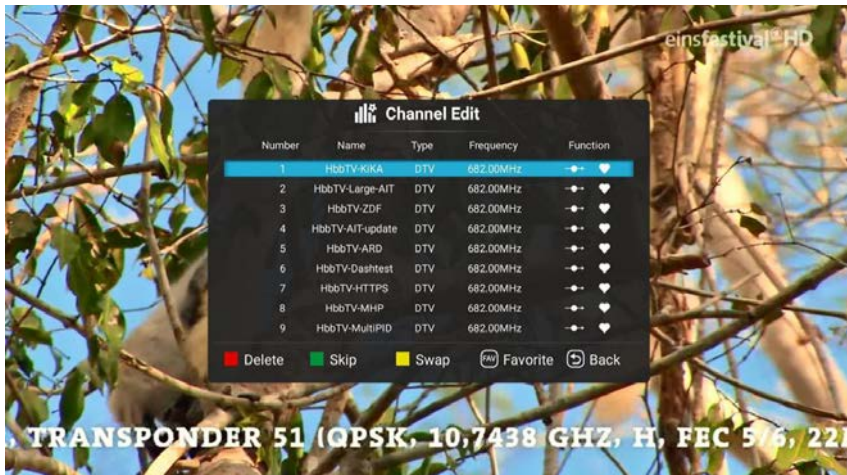 einsfestival HD
Channel Edit
Number Name Type Frequency Function
1 HbbTV-KiKA DTV 682.00MHz
2 HbbTV-Large-AIT DTV 682.00MHz
3 HbbTV-ZDF DTV 682.00MHz
4 HbbTV-AIT-update DTV 682.00MHz
5 HbbTV-ARD DTV 682.00MHz
6 HbbTV-Dashtest DTV 682.00MHz
7 HbbTV-HTTPS DTV 682.00MHz
8 HbbTV-MHP DTV 682.00MHz
9 HbbTV-MultiPID DTV 682.00MHz
Delete Skip Swap FAV Favorite Back
, TRANSPONDER 51 (QPSK, 10,7438 GHZ, H, FEC 5/6,